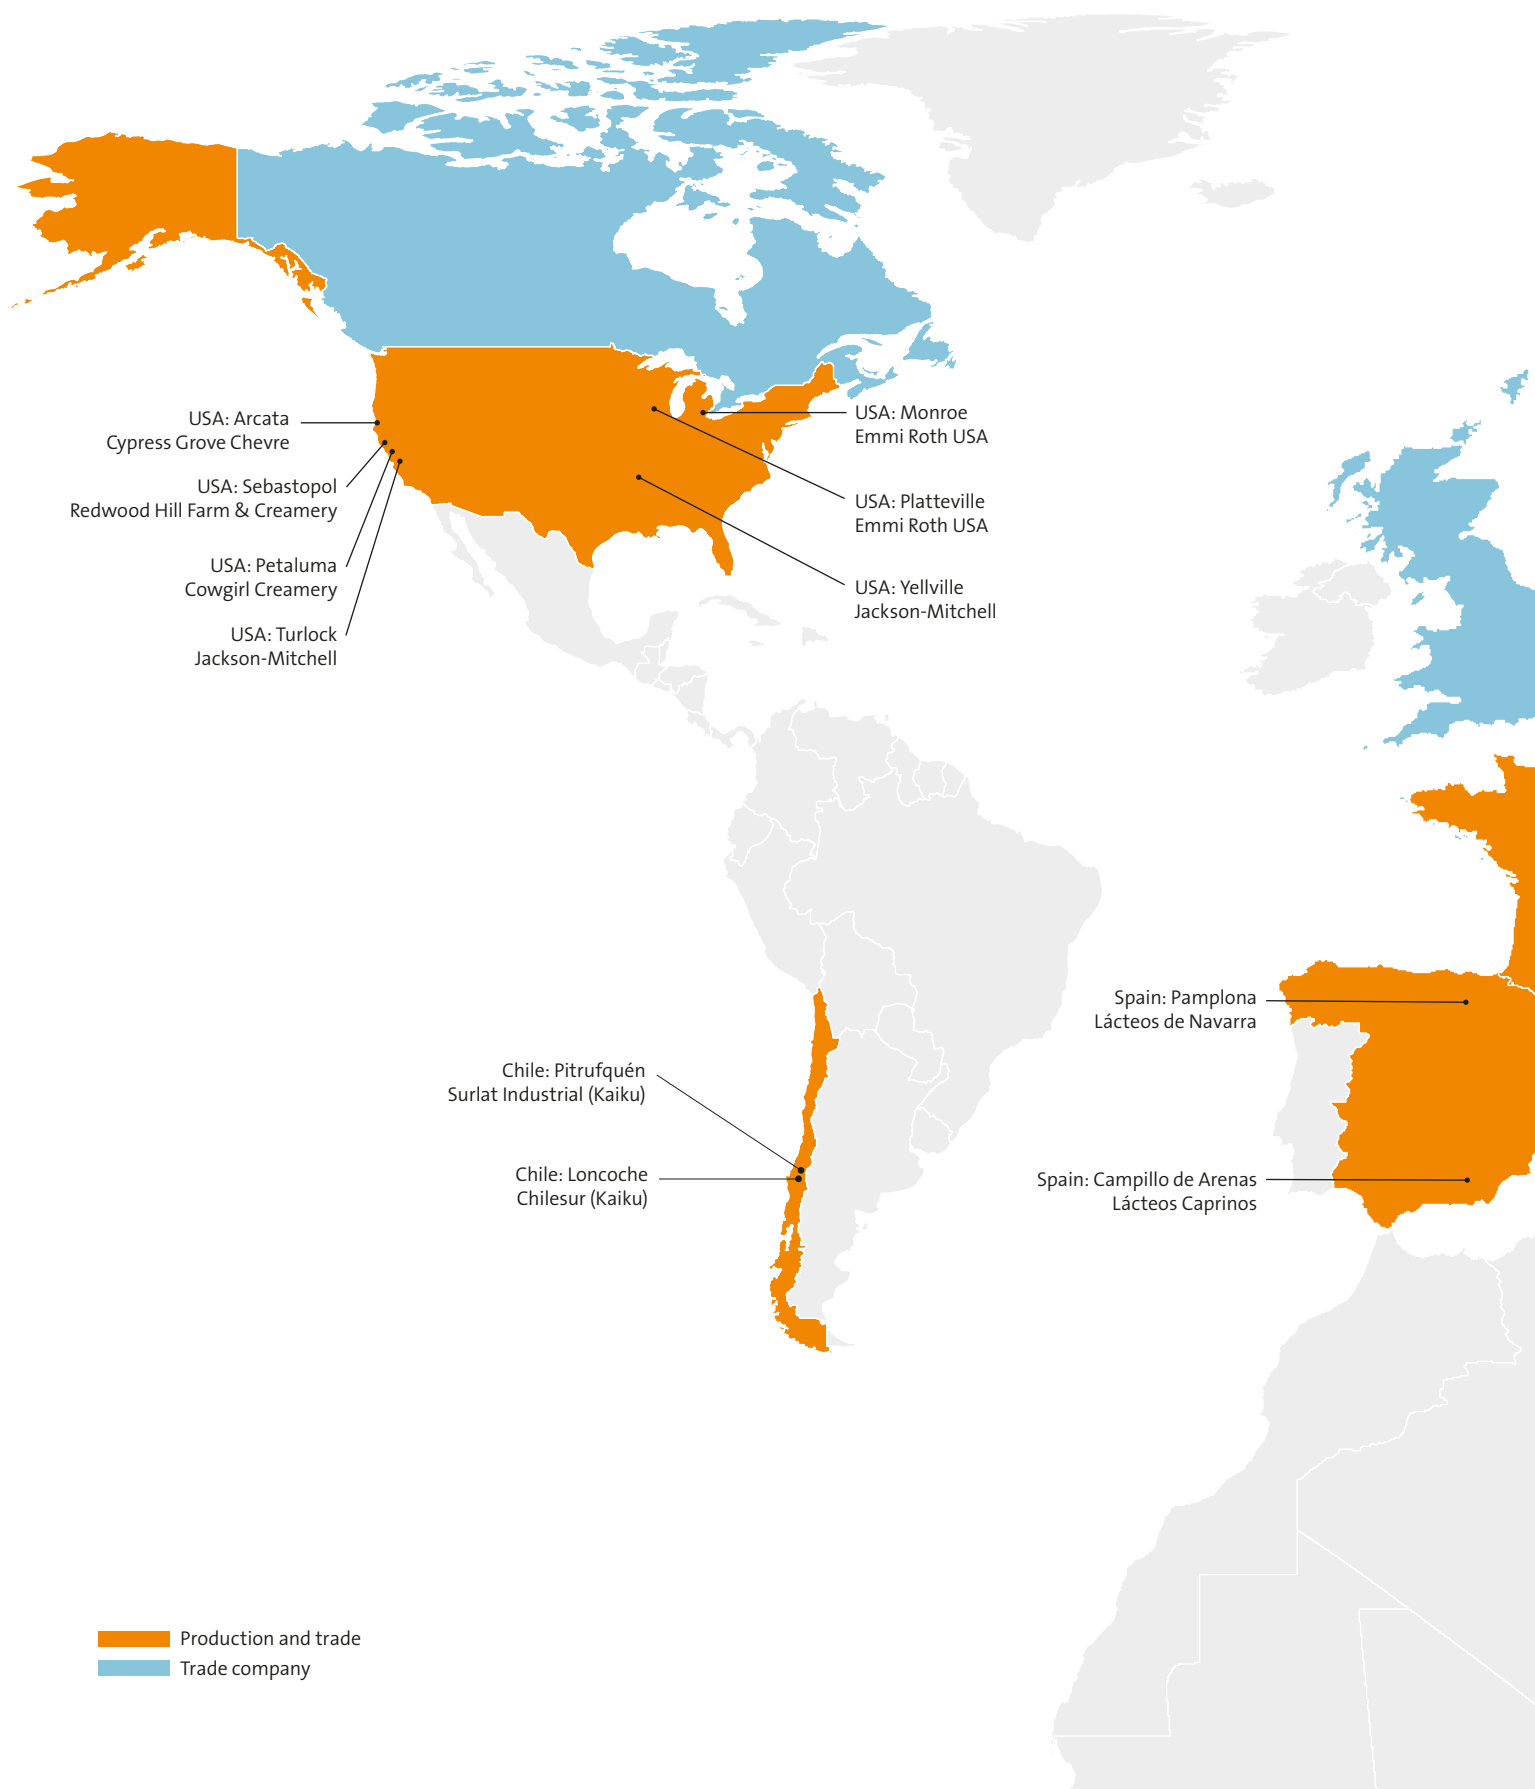 USA: Arcata
Cypress Grove Chevre
USA: Sebastopol
Redwood Hill Farm & Creamery
USA: Petaluma
Cowgirl Creamery
USA: Turlock
Jackson-Mitchell
USA: Monroe
Emmi Roth USA
USA: Platteville
Emmi Roth USA
USA: Yellville
Jackson-Mitchell
Spain: Pamplona
Lácteos de Navarra
Chile: Pitrufquén
Surlat Industrial (Kaiku)
Chile: Loncoche
Chilesur (Kaiku)
Spain: Campillo de Arenas
Lácteos Caprinos
Production and trade
Trade company